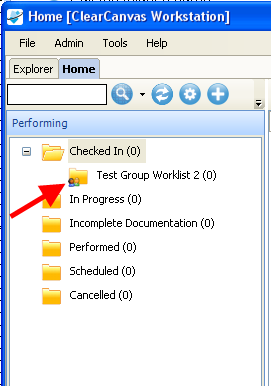 Home [ClearCanvas Workstation]
File Admin Tools Help
Explorer Home
Performing
Checked In (0)
Test Group Worklist 2 (0)
In Progress (0)
Incomplete Documentation (0)
Performed (0)
Scheduled (0)
Cancelled (0)